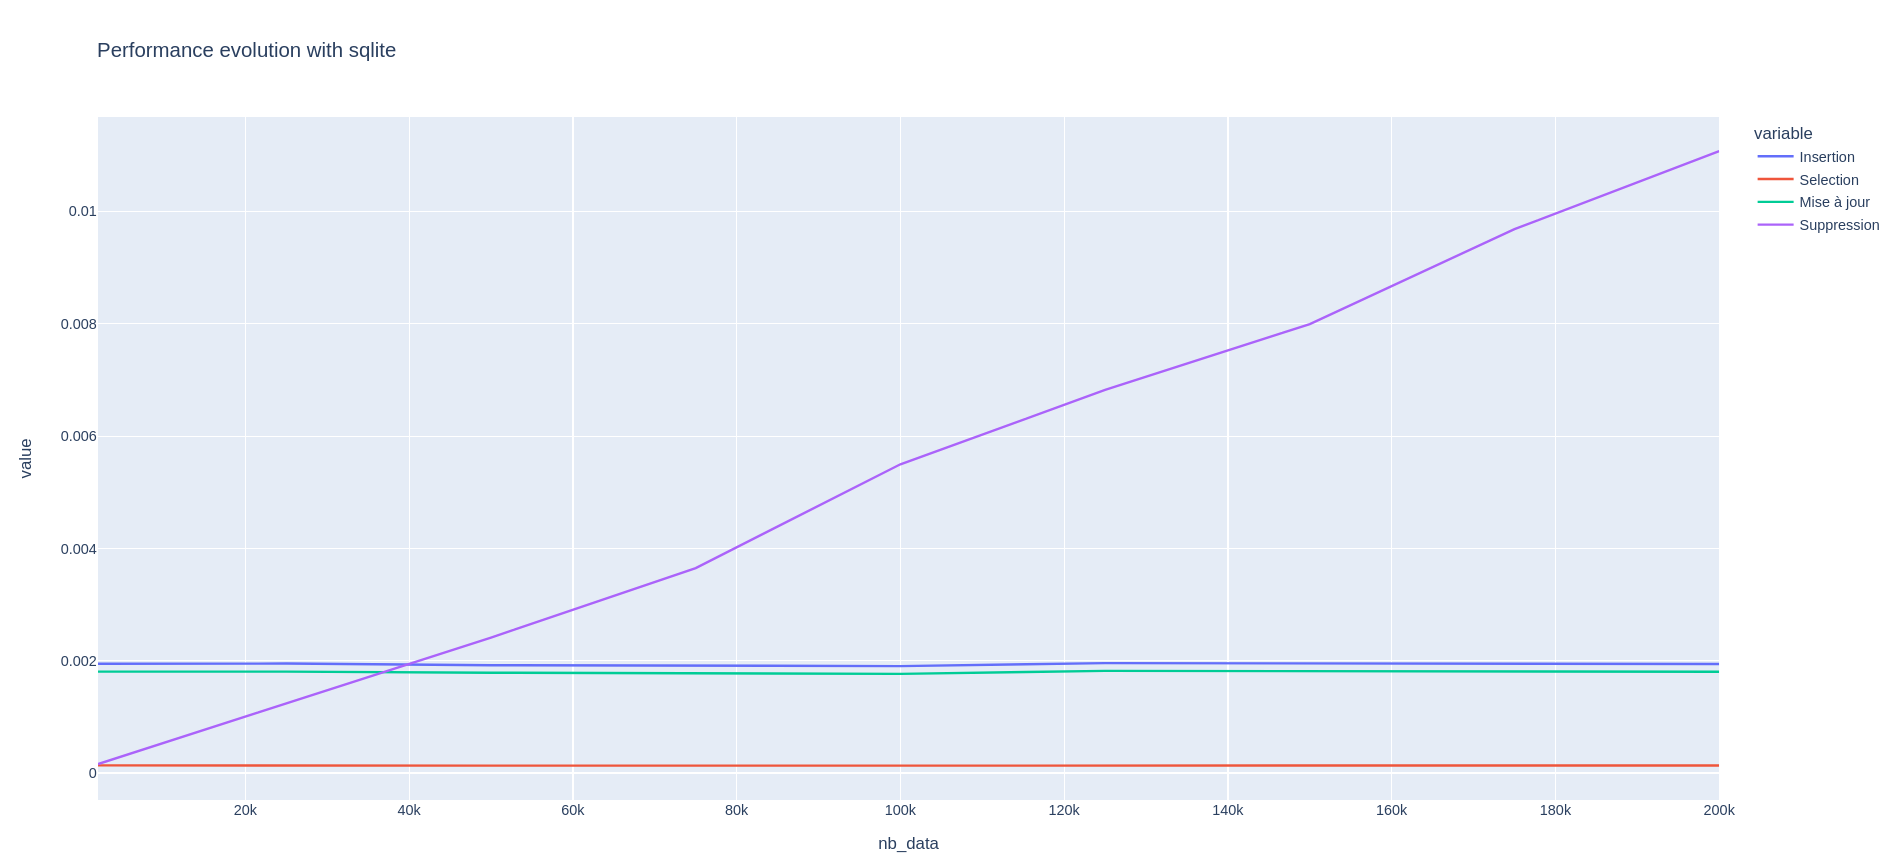 Performance evolution with sqlite
variable
Insertion
Selection
Mise à jour
Suppression
value
0.01
0.008
0.006
0.004
0.002
0
20k 40k 60k 80k 100k 120k 140k 160k 180k 200k
nb_data